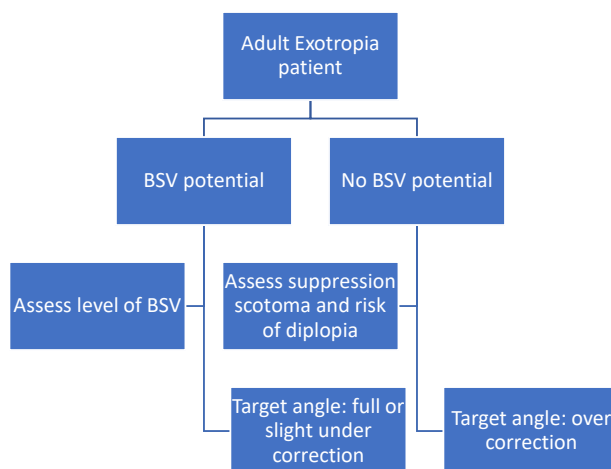 Adult Exotropia
patient
BSV potential
No BSV potential
Assess level of BSV
Assess suppression
scotoma and risk
of diplopia
Target angle: full or
slight under
correction
Target angle: over
correction